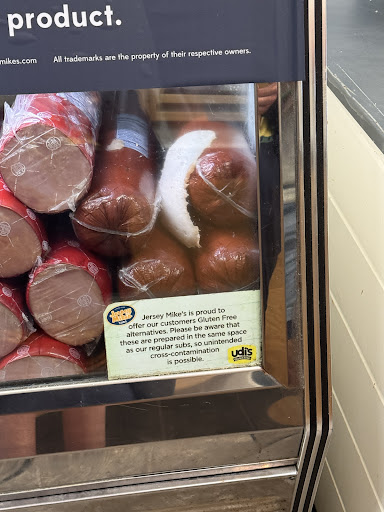 product.
mikes.com All trademarks are the property of their respective owners.
Jersey Mike's is proud to
offer our customers Gluten Free
alternatives. Please be aware that
these are prepared in the same space
as our regular subs, so unintended
cross-contamination
is possible.
udi's